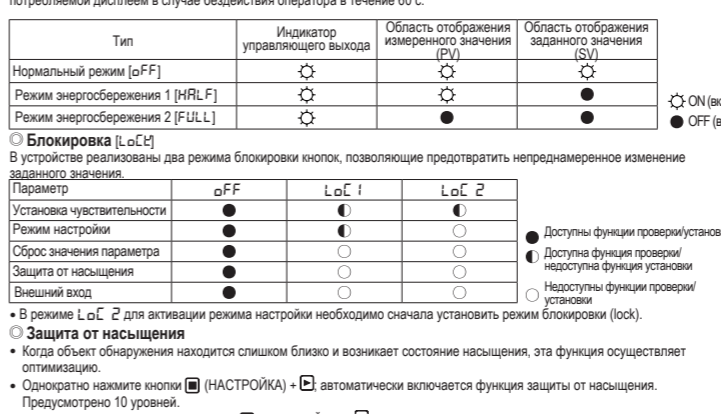 потребляемой дисплеем в случае бездействия оператора в течение 60 с.
Тип
Индикатор управляющего выхода
Область отображения измеренного значения (PV)
Область отображения заданного значения (SV)
Нормальный режим [oFF]
Режим энергосбережения 1 [HALF]
Режим энергосбережения 2 [FULL]
ON (вк
OFF (в
Блокировка [LoCK]
В устройстве реализованы два режима блокировки кнопок, позволяющие предотвратить непреднамеренное изменение
заданного значения.
Параметр oFF LoC 1 LoC 2
Установка чувствительности
Режим настройки
Сброс значения параметра
Защита от насыщения
Внешний вход
Доступны функции проверки/установ
Доступна функция проверки/
недоступна функция установки
Недоступны функции проверки/
установки
• В режиме LoC 2 для активации режима настройки необходимо сначала установить режим блокировки (lock).
Защита от насыщения
• Когда объект обнаружения находится слишком близко и возникает состояние насыщения, эта функция осуществляет
оптимизацию.
• Однократно нажмите кнопки (НАСТРОЙКА) + ; автоматически включается функция защиты от насыщения.
Предусмотрено 10 уровней.